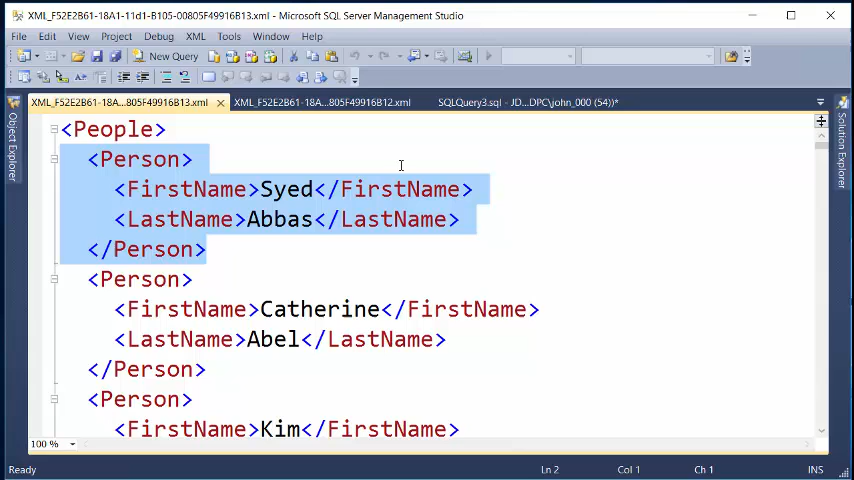 XML_F52E2B61-18A1-11d1-B105-00805F49916B13.xml - Microsoft SQL Server Management Studio
File Edit View Project Debug XML Tools Window Help
New Query
XML_F52E2B61-18A...805F49916B13.xml XML_F52E2B61-18A...805F49916B12.xml SQLQuery3.sql - JD...DPC\john_000 (54))*
Object Explorer
Solution Explorer
<People>
<Person>
<FirstName>Syed</FirstName>
<LastName>Abbas</LastName>
</Person>
<Person>
<FirstName>Catherine</FirstName>
<LastName>Abel</LastName>
</Person>
<Person>
<FirstName>Kim</FirstName>
100 %
Ready Ln 2 Col 1 Ch 1 INS